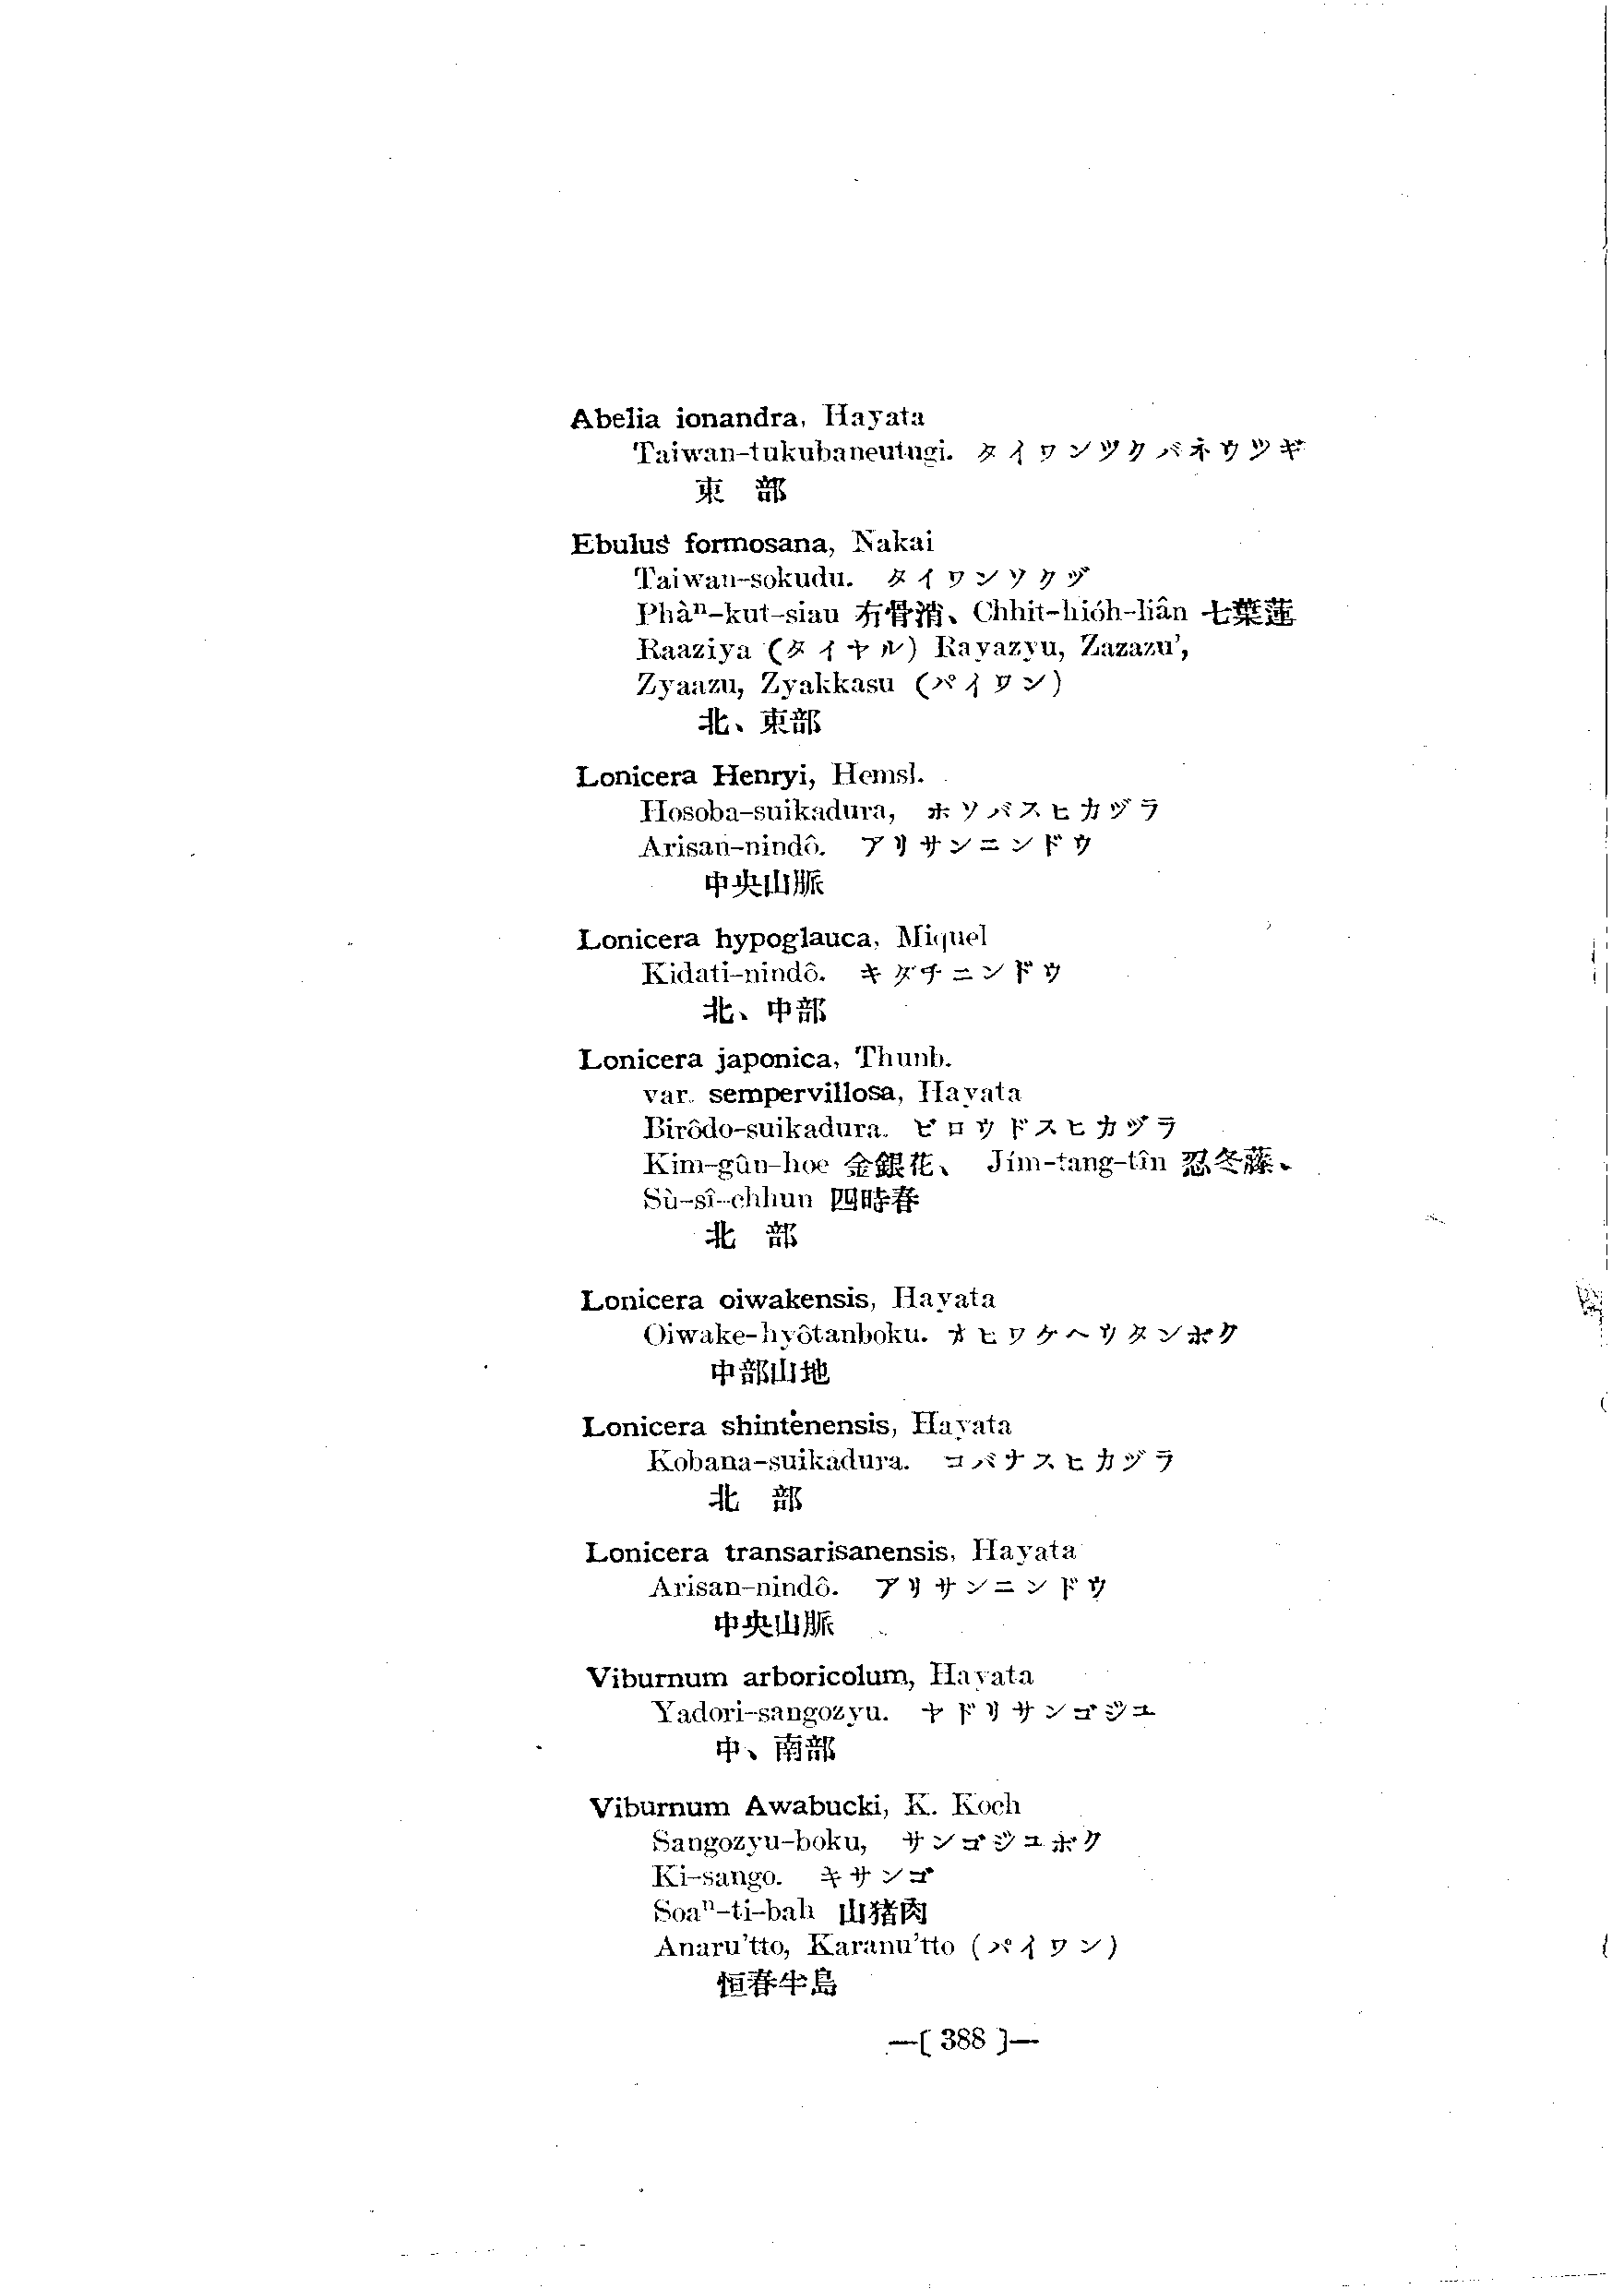 Abelia ionandra, Hayata
Taiwan-tukubaneutugi. タイワンツクバネウツギ
東 部
Ebulus formosana, Nakai
Taiwan-sokudu. タイワンソクヅ
Phàⁿ-kut-siau 冇骨消、Chhit-hióh-liân 七葉蓮
Raaziya (タイヤル) Rayazyu, Zazazu',
Zyaazu, Zyakkasu (パイワン)
北、東部
Lonicera Henryi, Hemsl.
Hosoba-suikadura, ホソバスヒカヅラ
Arisan-nindô. アリサンニンドウ
中央山脈
Lonicera hypoglauca, Miquel
Kidati-nindô. キダチニンドウ
北、中部
Lonicera japonica, Thunb.
var. sempervillosa, Hayata
Birôdo-suikadura. ビロウドスヒカヅラ
Kim-gûn-hoe 金銀花、 Jím-tang-tîn 忍冬藤、
Sù-sî-chhun 四時春
北 部
Lonicera oiwakensis, Hayata
Oiwake-hyôtanboku. オヒワケヘウタンボク
中部山地
Lonicera shintenensis, Hayata
Kobana-suikadura. コバナスヒカヅラ
北 部
Lonicera transarisanensis, Hayata
Arisan-nindô. アリサンニンドウ
中央山脈
Viburnum arboricolum, Hayata
Yadori-sangozyu. ヤドリサンゴジユ
中、南部
Viburnum Awabucki, K. Koch
Sangozyu-boku, サンゴジユボク
Ki-sango. キサンゴ
Soaⁿ-ti-bah 山猪肉
Anaru'tto, Karanu'tto (パイワン)
恒春半島
—[ 388 ]—